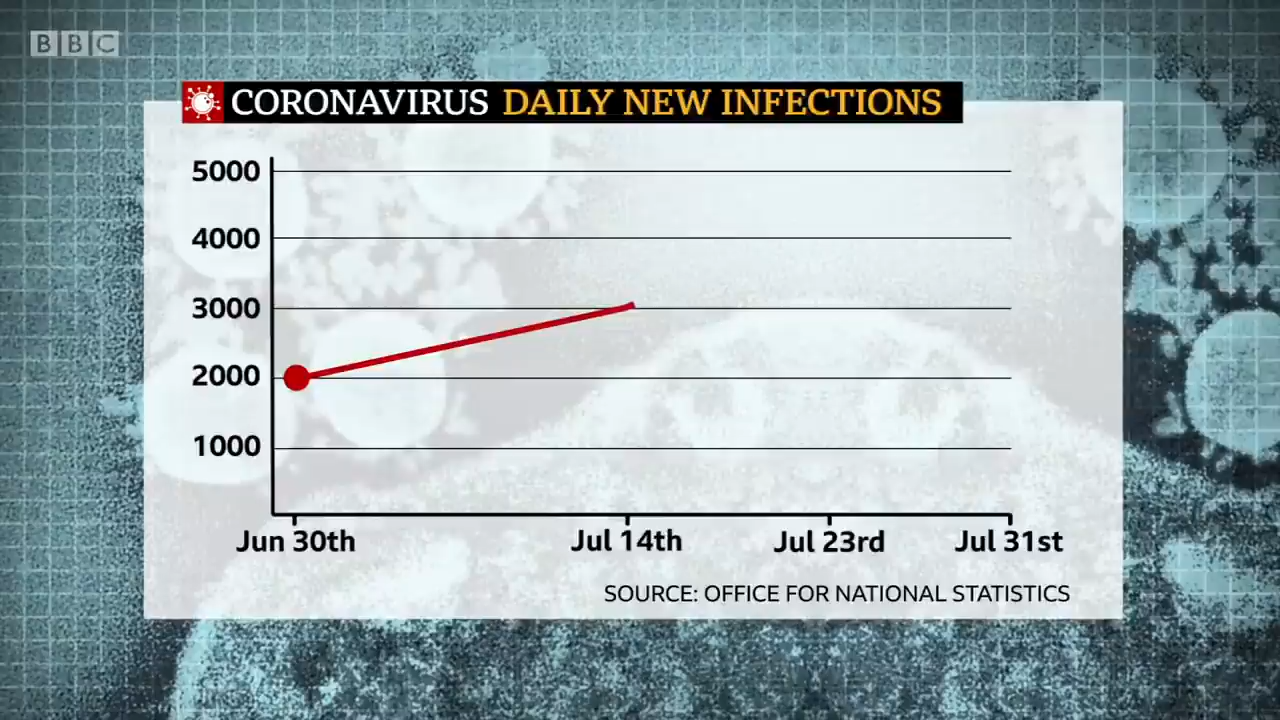 BBC
CORONAVIRUS DAILY NEW INFECTIONS
5000
4000
3000
2000
1000
Jun 30th Jul 14th Jul 23rd Jul 31st
SOURCE: OFFICE FOR NATIONAL STATISTICS